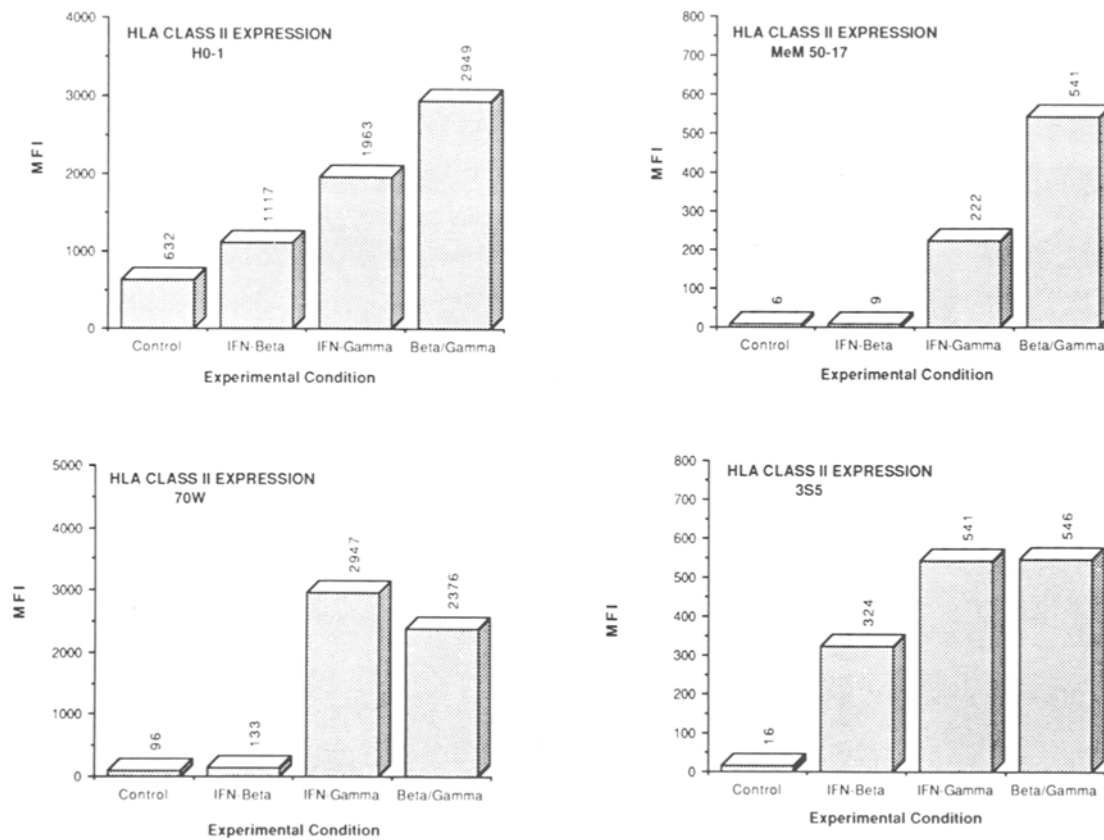 HLA CLASS II EXPRESSION
H0-1
4000
3000
2000
1000
0
MFI
632
1117
1963
2949
Control IFN-Beta IFN-Gamma Beta/Gamma
Experimental Condition
HLA CLASS II EXPRESSION
MeM 50-17
800
700
600
500
400
300
200
100
0
MFI
6
9
222
541
Control IFN-Beta IFN-Gamma Beta/Gamma
Experimental Condition
HLA CLASS II EXPRESSION
70W
5000
4000
3000
2000
1000
0
MFI
96
133
2947
2376
Control IFN-Beta IFN-Gamma Beta/Gamma
Experimental Condition
HLA CLASS II EXPRESSION
3S5
800
700
600
500
400
300
200
100
0
MFI
16
324
541
546
Control IFN-Beta IFN-Gamma Beta/Gamma
Experimental Condition